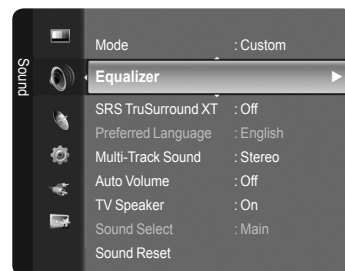 Sound
Mode : Custom
Equalizer
SRS TruSurround XT : Off
Preferred Language : English
Multi-Track Sound : Stereo
Auto Volume : Off
TV Speaker : On
Sound Select : Main
Sound Reset